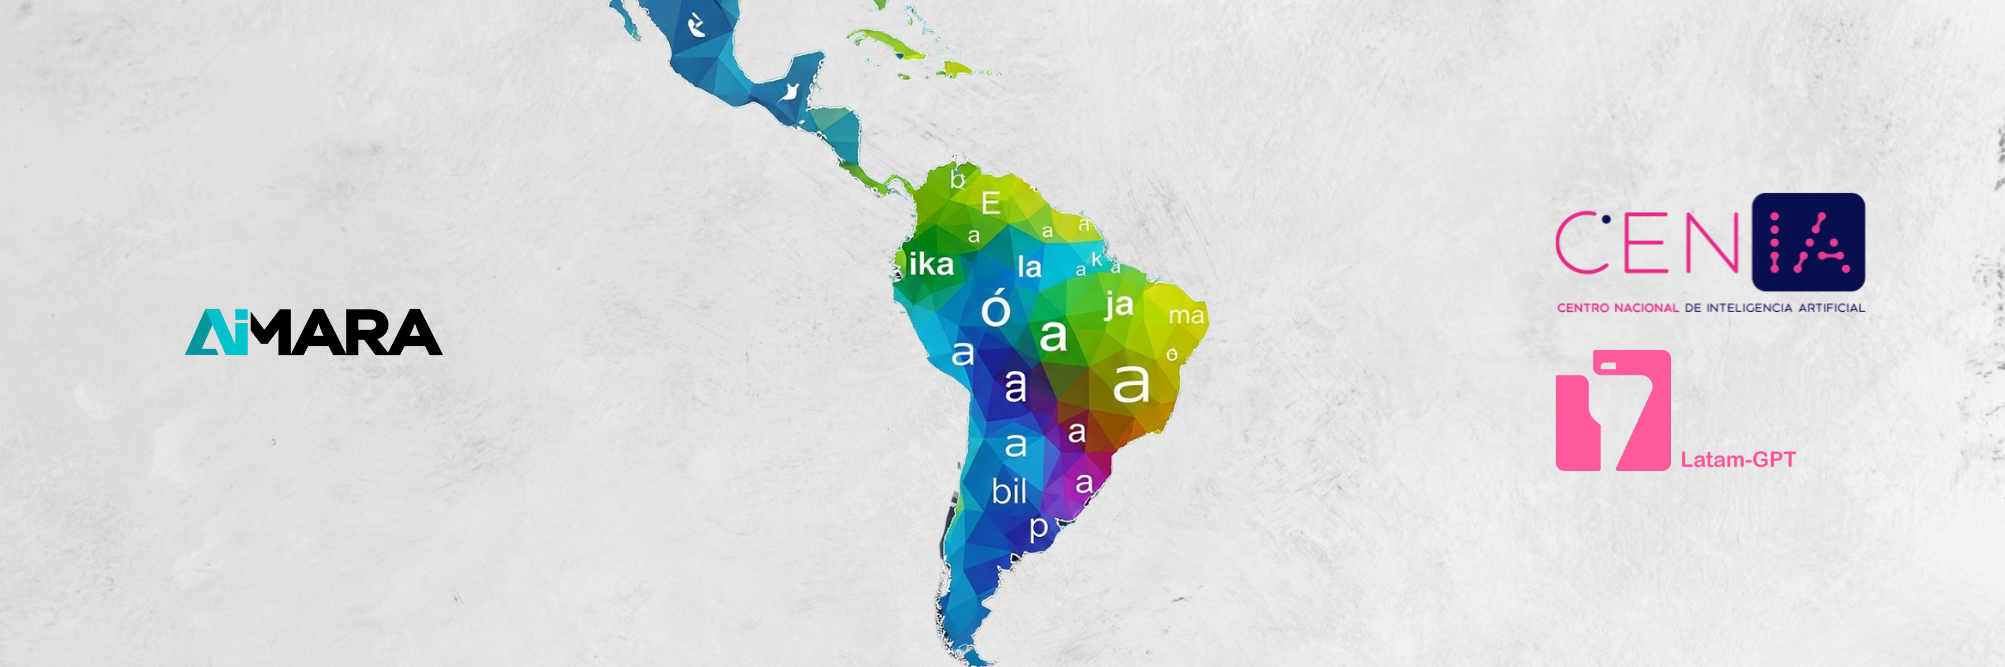 AiMARA
b
E
a
a
a
ika
la
a
k
a
ó
ja
ma
a
a
o
a
a
a
a
bil
a
p
CENIA
CENTRO NACIONAL DE INTELIGENCIA ARTIFICIAL
Latam-GPT